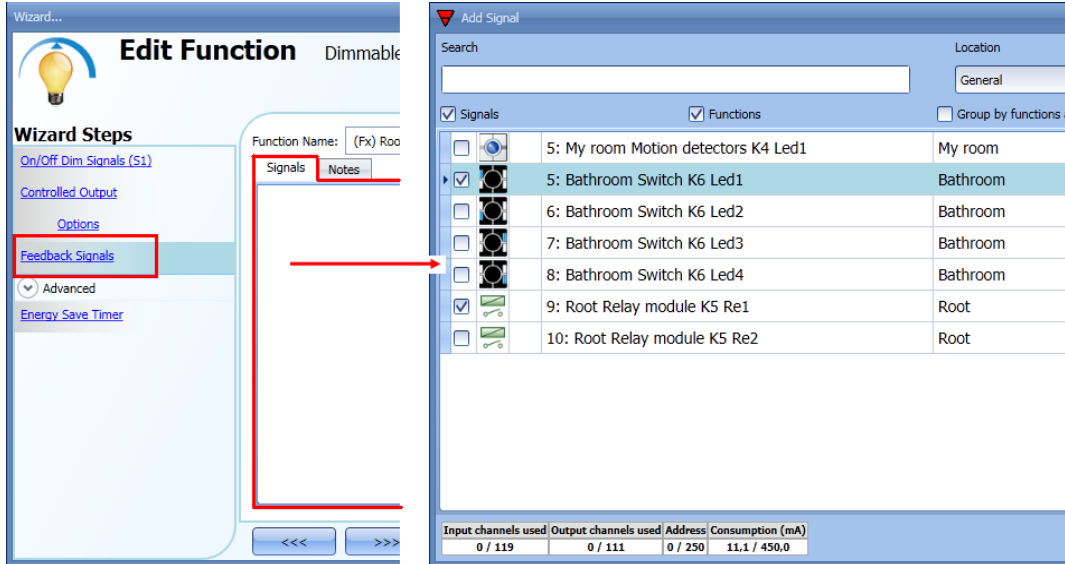 Wizard...
Edit Function Dimmable
Wizard Steps
On/Off Dim Signals (S1)
Controlled Output
Options
Feedback Signals
Advanced
Energy Save Timer
Function Name: (Fx) Roo
Signals Notes
<<< >>>
Add Signal
Search Location
General
Signals Functions Group by functions
5: My room Motion detectors K4 Led1 My room
5: Bathroom Switch K6 Led1 Bathroom
6: Bathroom Switch K6 Led2 Bathroom
7: Bathroom Switch K6 Led3 Bathroom
8: Bathroom Switch K6 Led4 Bathroom
9: Root Relay module K5 Re1 Root
10: Root Relay module K5 Re2 Root
Input channels used Output channels used Address Consumption (mA)
0 / 119 0 / 111 0 / 250 11,1 / 450,0